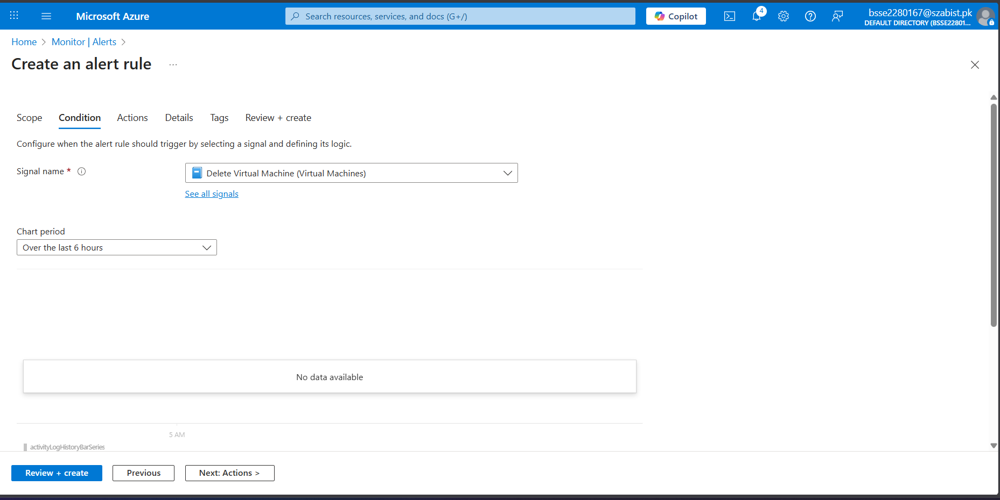 Microsoft Azure
Search resources, services, and docs (G+/)
Copilot
4
bsse2280167@szabist.pk
DEFAULT DIRECTORY (BSSE22801...
Home > Monitor | Alerts >
Create an alert rule ...
Scope Condition Actions Details Tags Review + create
Configure when the alert rule should trigger by selecting a signal and defining its logic.
Signal name *
Delete Virtual Machine (Virtual Machines)
See all signals
Chart period
Over the last 6 hours
No data available
5 AM
activityLogHistoryBarSeries
Review + create
Previous
Next: Actions >